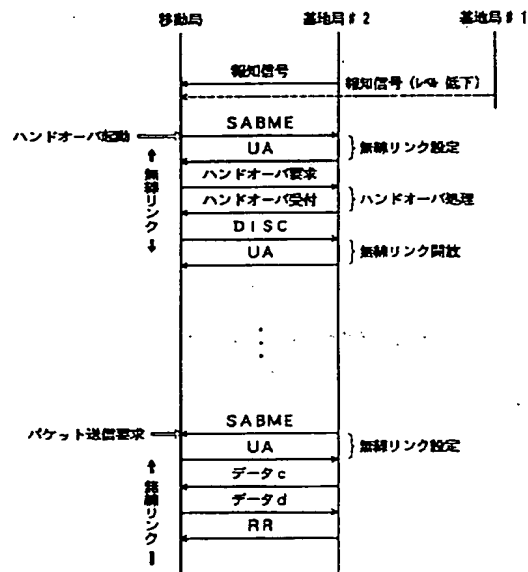 移動局 基地局#2 基地局#1
報知信号
報知信号(レベル 低下)
ハンドオーバ起動
SABME
UA
無線リンク設定
無線リンク
ハンドオーバ要求
ハンドオーバ受付
ハンドオーバ処理
DISC
UA
無線リンク開放
パケット送信要求
SABME
UA
無線リンク設定
無線リンク
データc
データd
RR